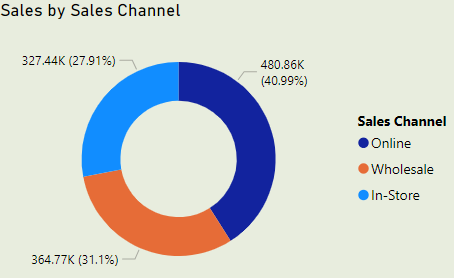 Sales by Sales Channel
327.44K (27.91%)
480.86K
(40.99%)
Sales Channel
Online
Wholesale
In-Store
364.77K (31.1%)